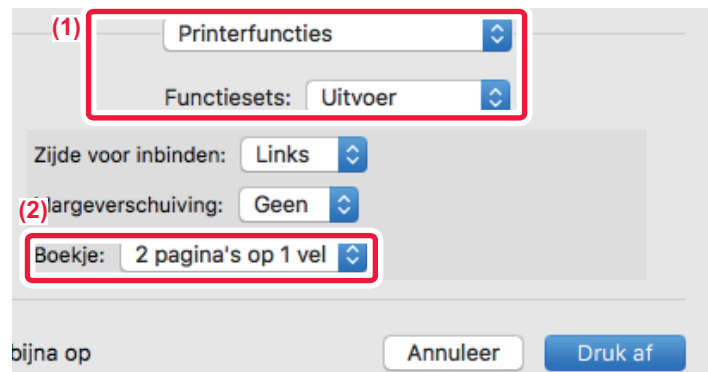 (1) Printerfuncties
Functiesets: Uitvoer
Zijde voor inbinden: Links
(2) Margeverschuiving: Geen
Boekje: 2 pagina's op 1 vel
bijna op Annuleer Druk af